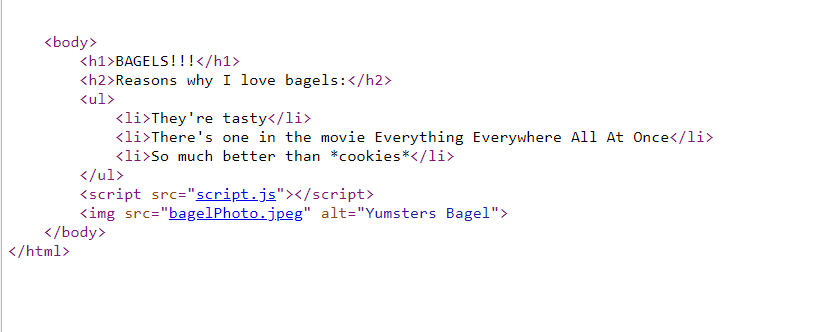 <body>
<h1>BAGELS!!!</h1>
<h2>Reasons why I love bagels:</h2>
<ul>
<li>They're tasty</li>
<li>There's one in the movie Everything Everywhere All At Once</li>
<li>So much better than *cookies*</li>
</ul>
<script src="script.js"></script>
<img src="bagelPhoto.jpeg" alt="Yumsters Bagel">
</body>
</html>